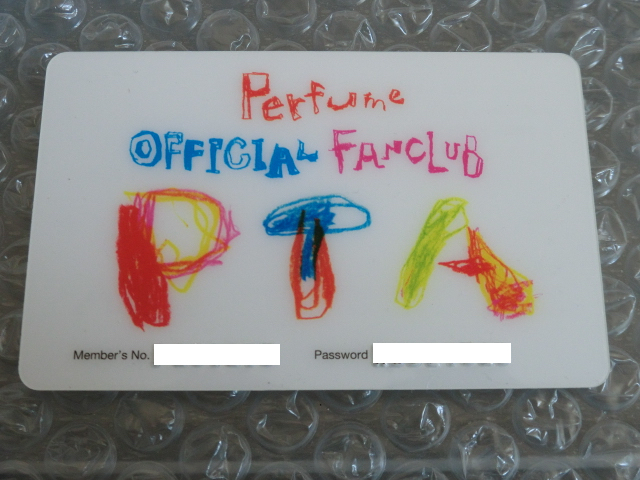 Perfume
OFFICIAL FANCLUB
PTA
Member's No. Password